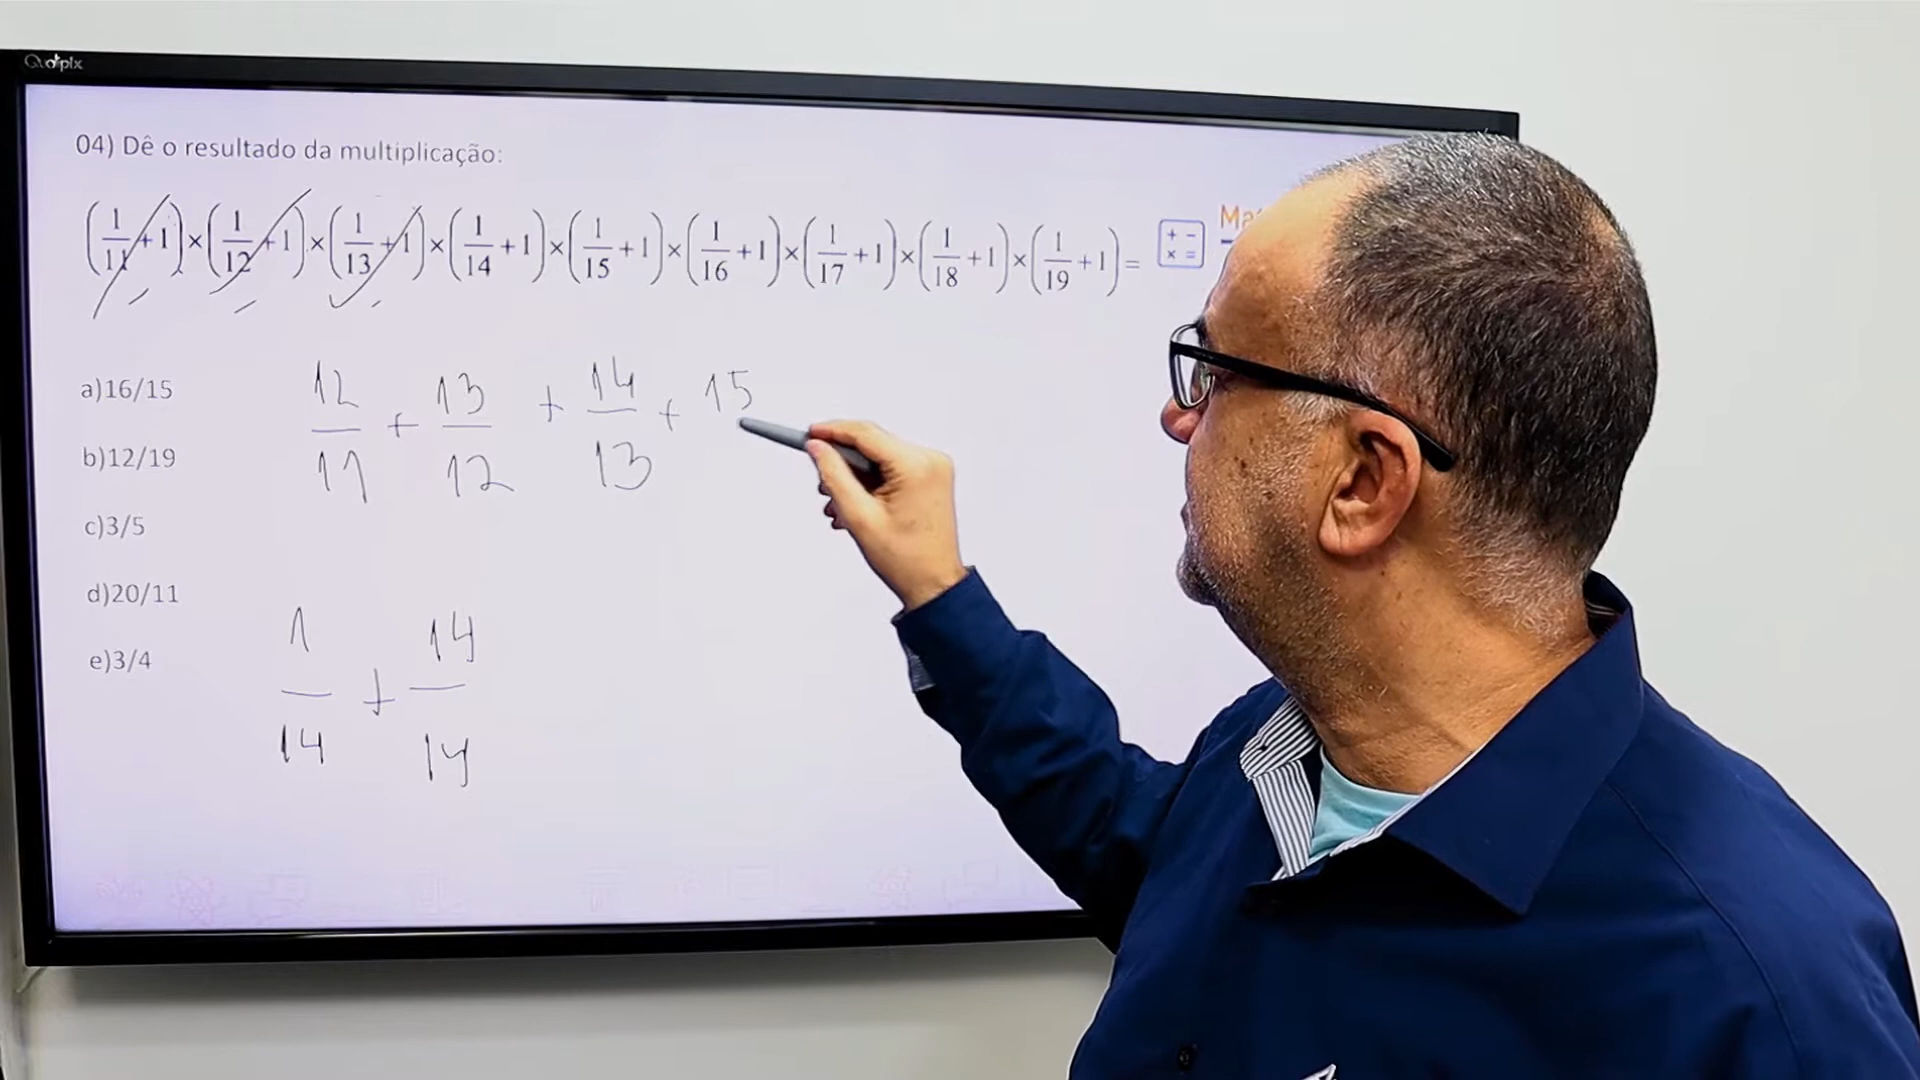 04) Dê o resultado da multiplicação:
(1/11+1)×(1/12+1)×(1/13+1)×(1/14+1)×(1/15+1)×(1/16+1)×(1/17+1)×(1/18+1)×(1/19+1)=
a)16/15
b)12/19
c)3/5
d)20/11
e)3/4
12/11 + 13/12 + 14/13 + 15
1/14 + 14/14